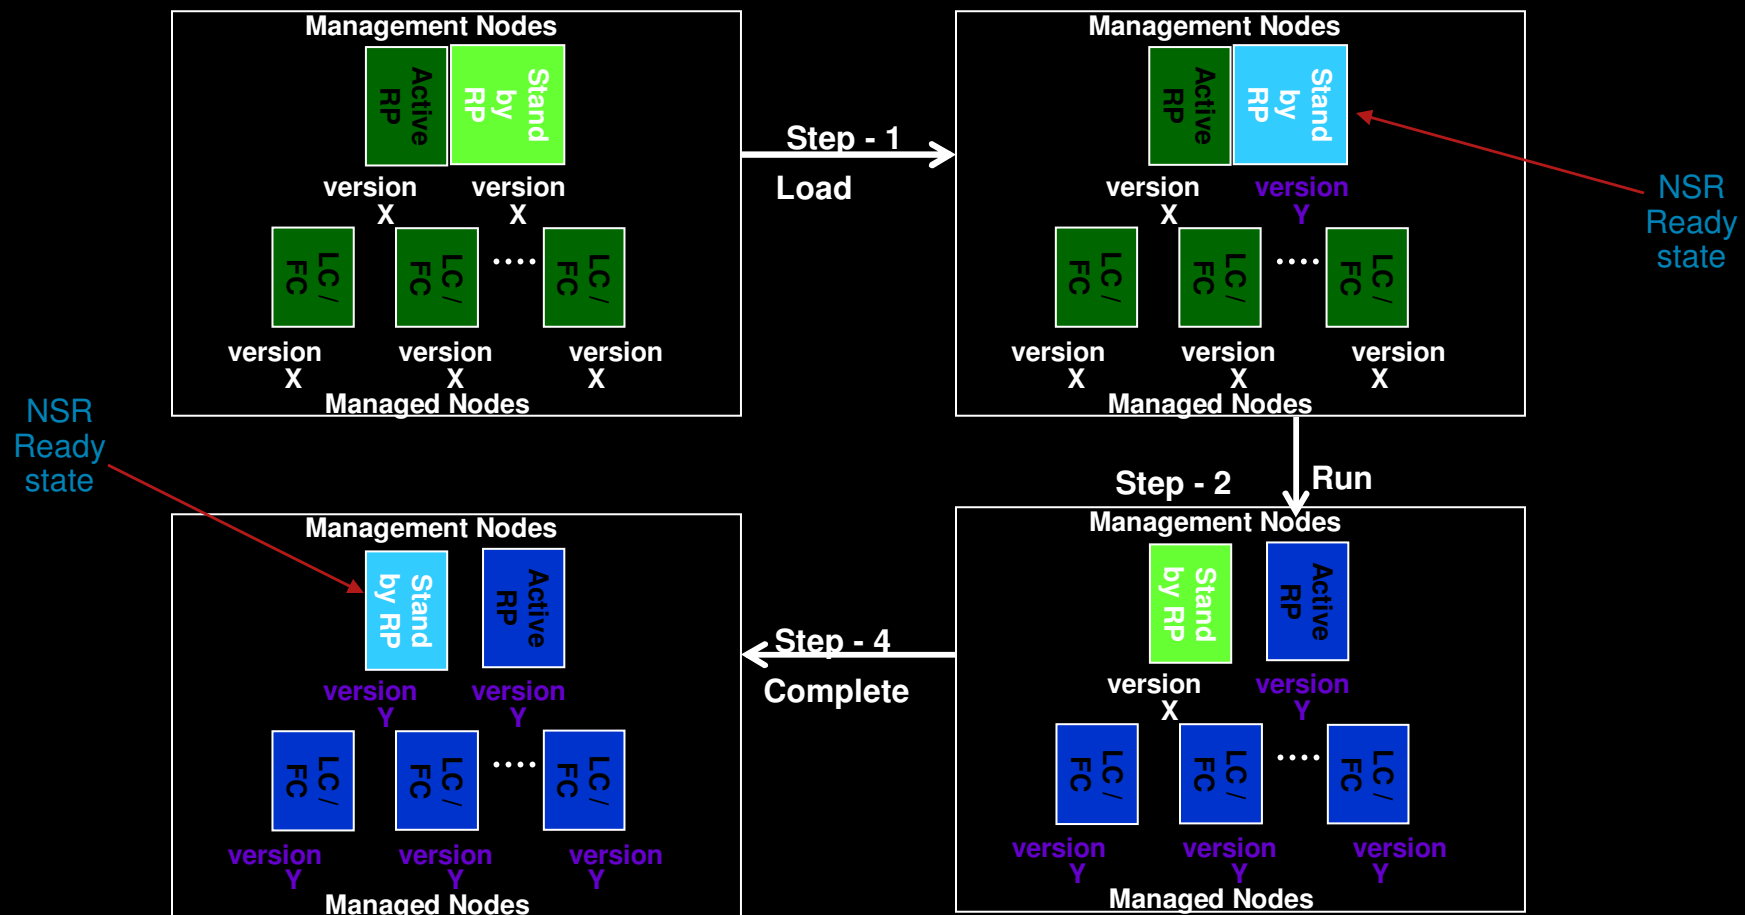 Management Nodes
Active
RP
Stand
by
RP
version
X
version
X
LC /
FC
LC /
FC
....
LC /
FC
version
X
version
X
version
X
Managed Nodes
Step - 1
Load
Management Nodes
Active
RP
Stand
by
RP
version
X
version
Y
LC /
FC
LC /
FC
....
LC /
FC
version
X
version
X
version
X
Managed Nodes
NSR
Ready
state
Step - 2
Run
Management Nodes
Stand
by RP
Active
RP
version
X
version
Y
LC /
FC
LC /
FC
....
LC /
FC
version
Y
version
Y
version
Y
Managed Nodes
Step - 4
Complete
NSR
Ready
state
Management Nodes
Stand
by RP
Active
RP
version
Y
version
Y
LC /
FC
LC /
FC
....
LC /
FC
version
Y
version
Y
version
Y
Managed Nodes